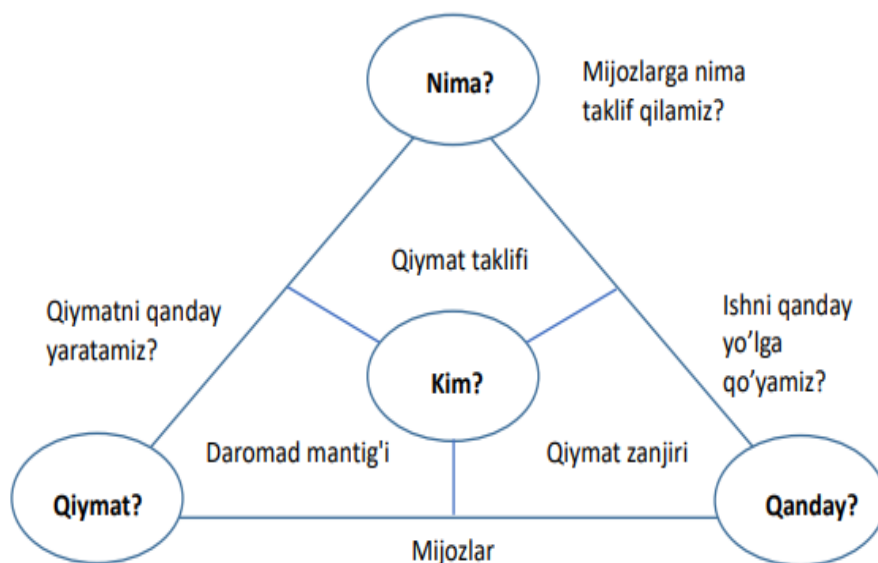 Nima?
Mijozlarga nima
taklif qilamiz?
Qiymat taklifi
Qiymatni qanday
yaratamiz?
Ishni qanday
yo’lga
qo’yamiz?
Kim?
Daromad mantig'i
Qiymat zanjiri
Qiymat?
Qanday?
Mijozlar